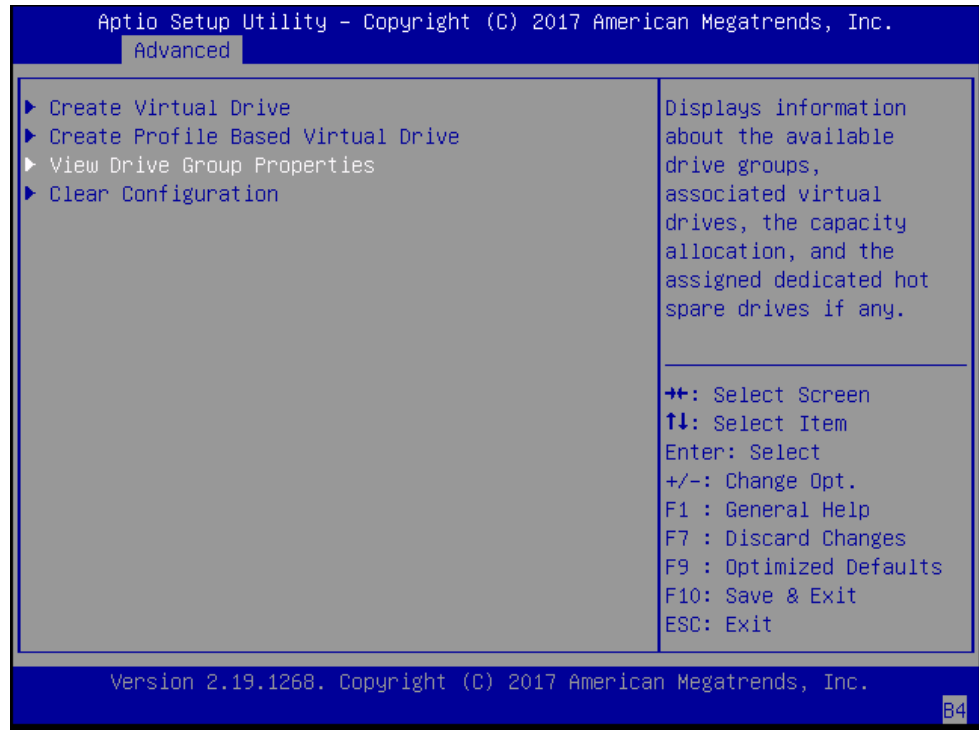 Aptio Setup Utility – Copyright (C) 2017 American Megatrends, Inc.
Advanced
▶ Create Virtual Drive
▶ Create Profile Based Virtual Drive
▶ View Drive Group Properties
▶ Clear Configuration
Displays information
about the available
drive groups,
associated virtual
drives, the capacity
allocation, and the
assigned dedicated hot
spare drives if any.
→←: Select Screen
↑↓: Select Item
Enter: Select
+/-: Change Opt.
F1 : General Help
F7 : Discard Changes
F9 : Optimized Defaults
F10: Save & Exit
ESC: Exit
Version 2.19.1268. Copyright (C) 2017 American Megatrends, Inc.
B4